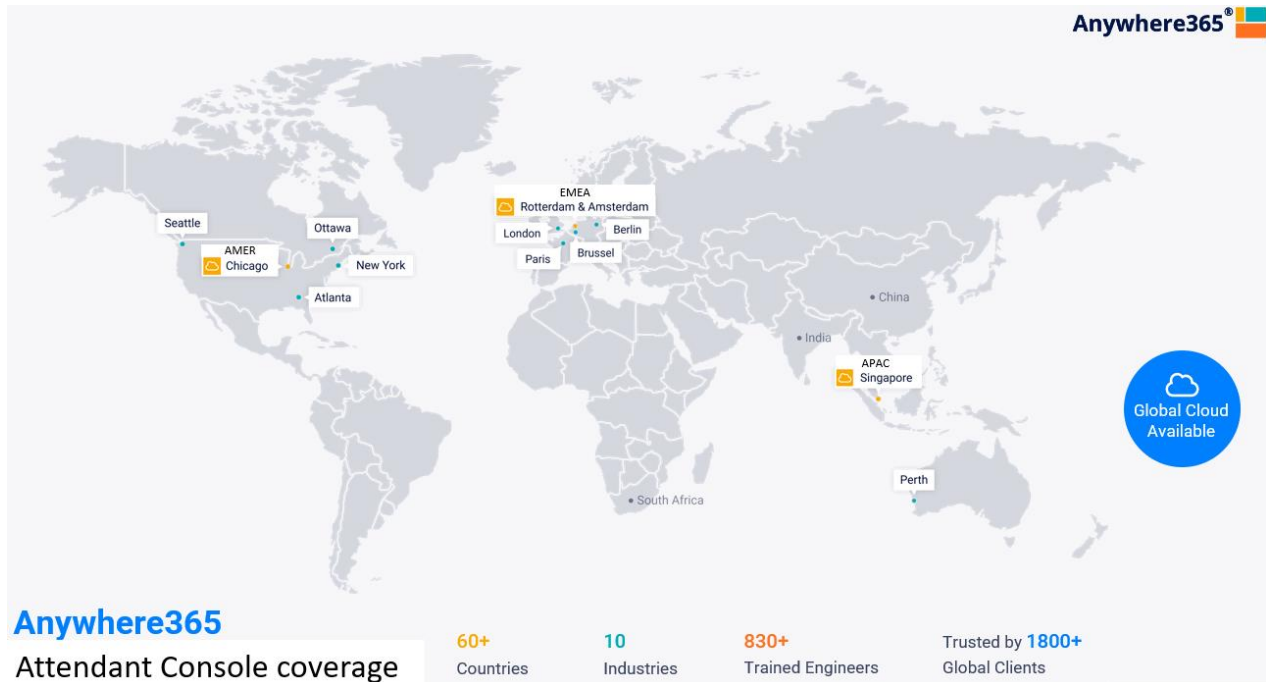 Anywhere365®
EMEA
Rotterdam & Amsterdam
Seattle
Ottawa
London
Berlin
AMER
Chicago
New York
Paris
Brussel
Atlanta
China
India
APAC
Singapore
Global Cloud
Available
Perth
South Africa
Anywhere365
Attendant Console coverage
60+
Countries
10
Industries
830+
Trained Engineers
Trusted by 1800+
Global Clients